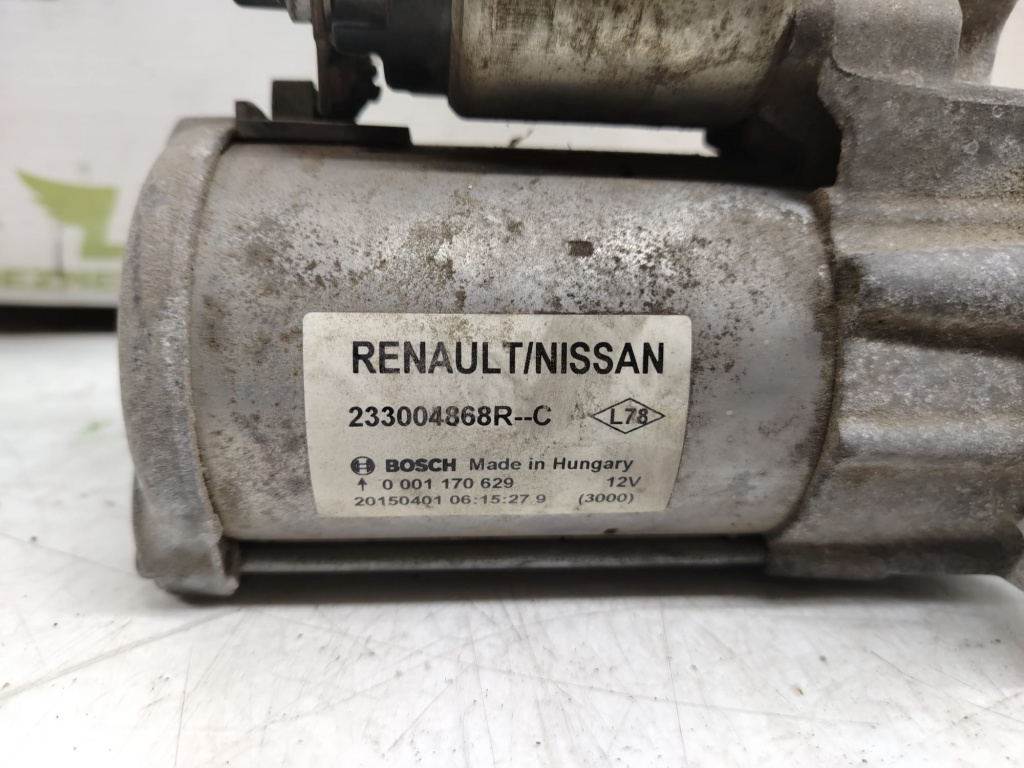 RENAULT/NISSAN
233004868R--C L78
BOSCH Made in Hungary
0 001 170 629 12V
20150401 06:15:27 9 (3000)